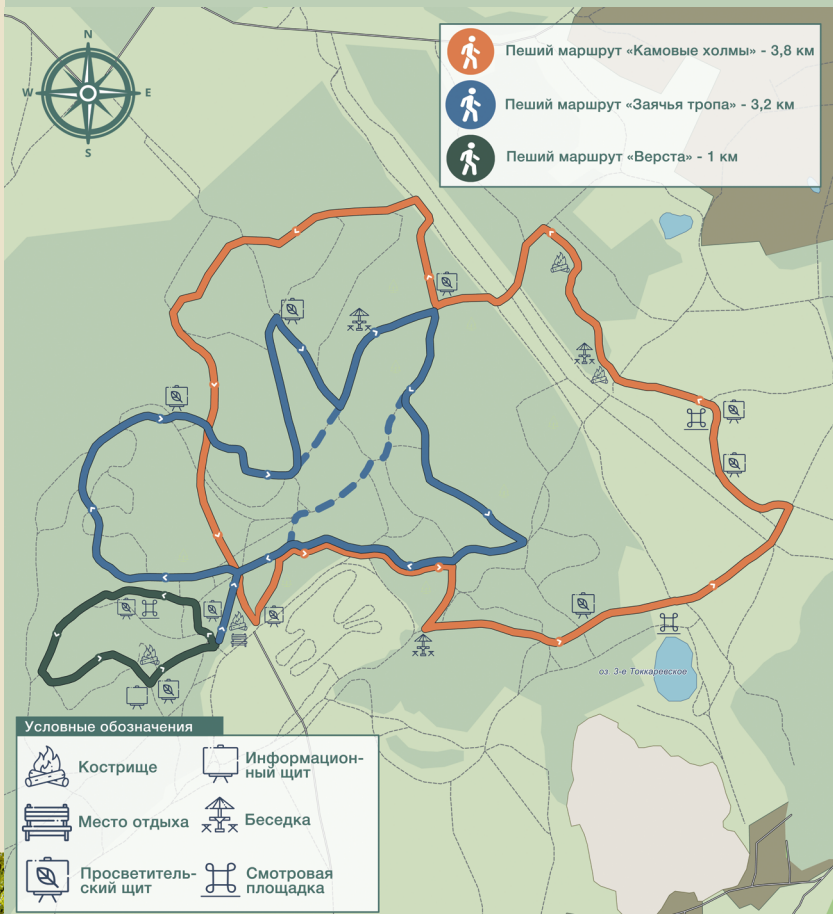 N
W
E
S
Пеший маршрут «Камовые холмы» - 3,8 км
Пеший маршрут «Заячья тропа» - 3,2 км
Пеший маршрут «Верста» - 1 км
оз. 3-е Токкаревское
Условные обозначения
Кострище
Информацион-
ный щит
Место отдыха
Беседка
Просветитель-
ский щит
Смотровая
площадка